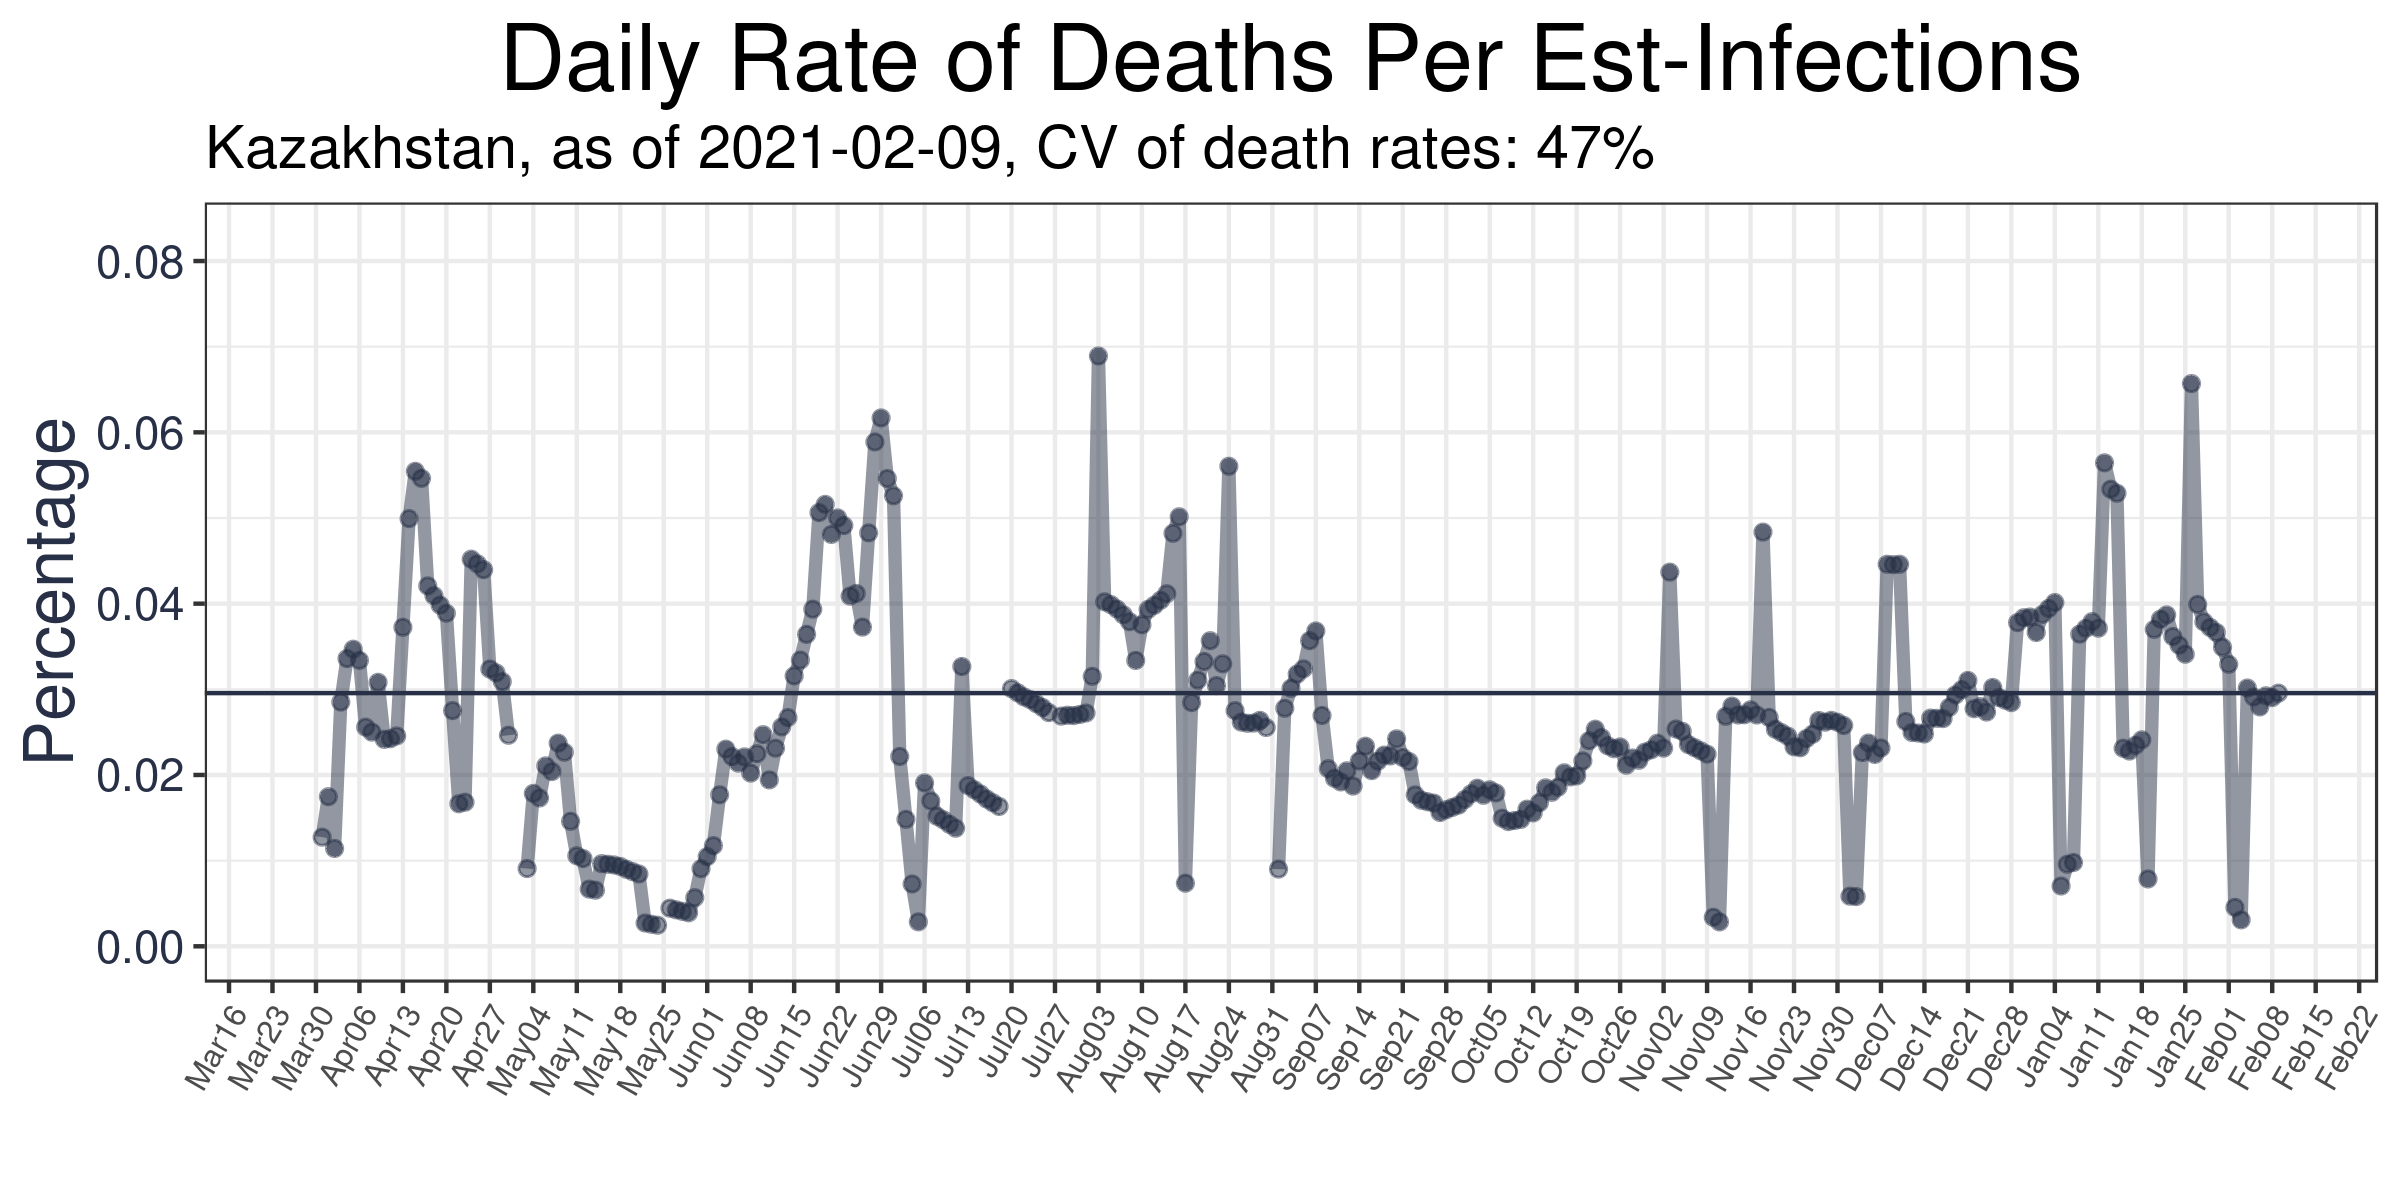 Daily Rate of Deaths Per Est-Infections
Kazakhstan, as of 2021-02-09, CV of death rates: 47%
Percentage
0.08
0.06
0.04
0.02
0.00
Mar16 Mar23 Mar30 Apr06 Apr13 Apr20 Apr27 May04 May11 May18 May25 Jun01 Jun08 Jun15 Jun22 Jun29 Jul06 Jul13 Jul20 Jul27 Aug03 Aug10 Aug17 Aug24 Aug31 Sep07 Sep14 Sep21 Sep28 Oct05 Oct12 Oct19 Oct26 Nov02 Nov09 Nov16 Nov23 Nov30 Dec07 Dec14 Dec21 Dec28 Jan04 Jan11 Jan18 Jan25 Feb01 Feb08 Feb15 Feb22